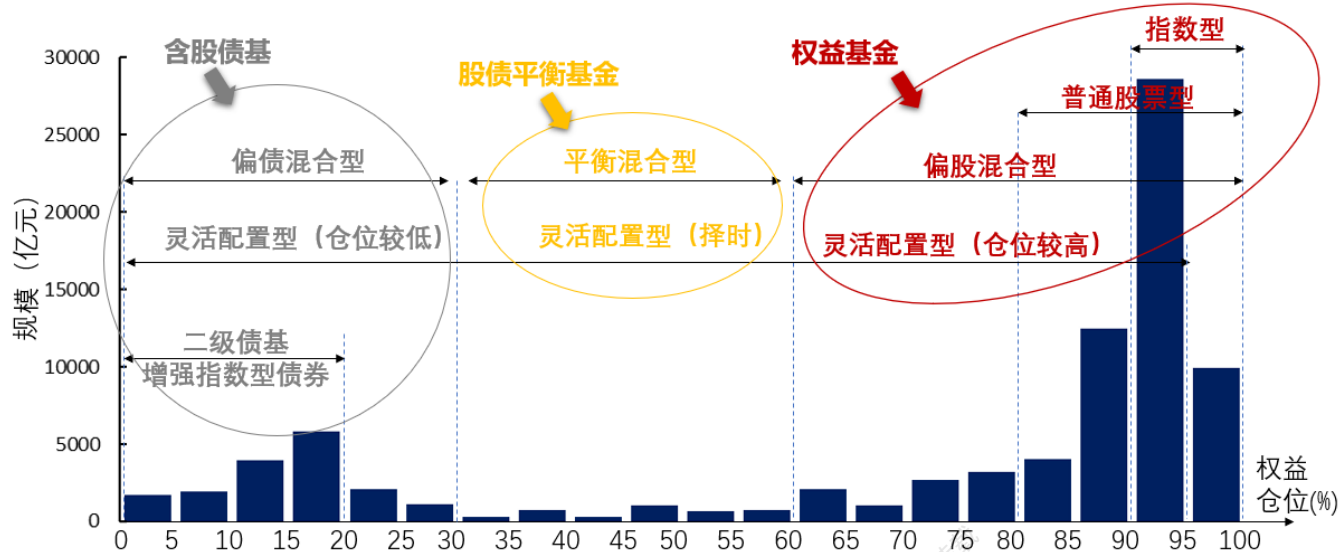 指数型
30000
含股债基
股债平衡基金
权益基金
普通股票型
25000
偏债混合型
平衡混合型
偏股混合型
20000
灵活配置型（仓位较低）
灵活配置型（择时）
灵活配置型（仓位较高）
规模（亿元）
15000
二级债基
10000
增强指数型债券
5000
权益
仓位(%)
0
0 5 10 15 20 25 30 35 40 45 50 55 60 65 70 75 80 85 90 95 100